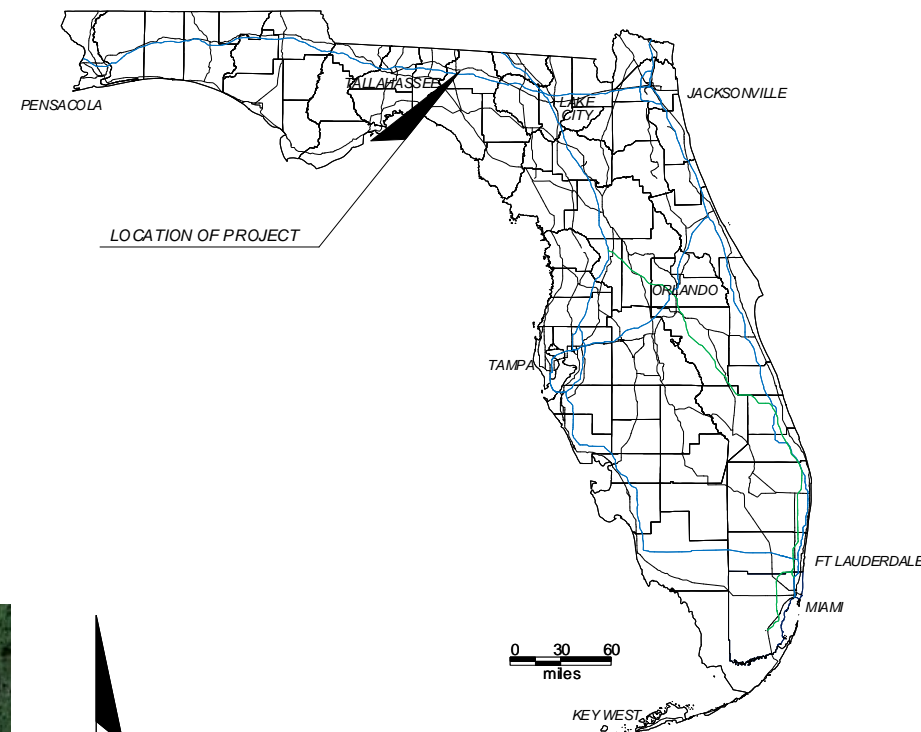 PENSACOLA
TALLAHASSEE
LAKE
CITY
JACKSONVILLE
LOCATION OF PROJECT
ORLANDO
TAMPA
FT LAUDERDALE
MIAMI
0 30 60
miles
KEY WEST